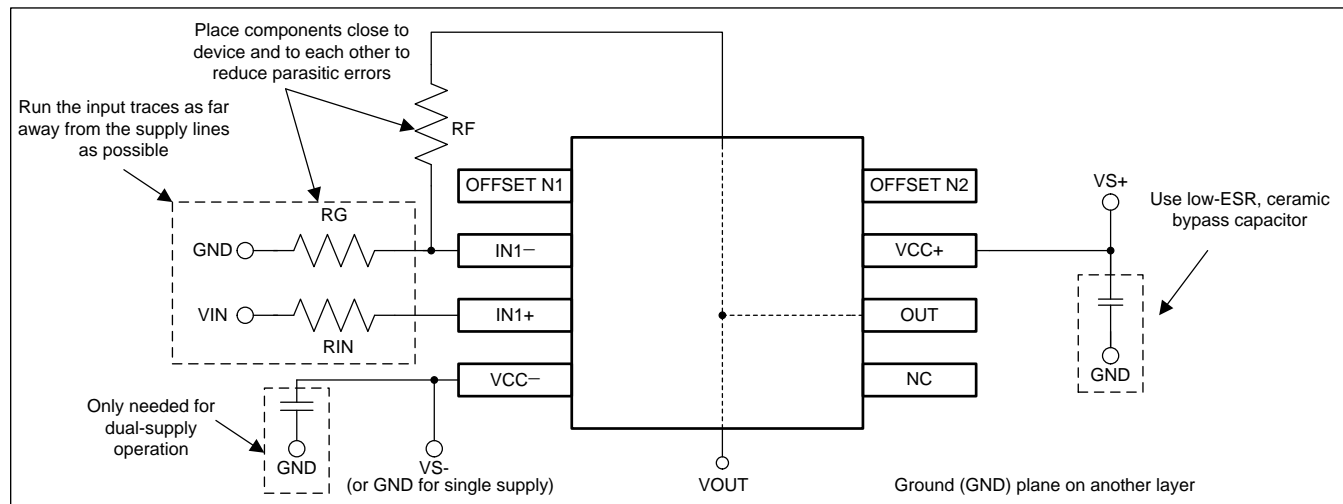 Place components close to
device and to each other to
reduce parasitic errors
Run the input traces as far
away from the supply lines
as possible
RF
OFFSET N1
OFFSET N2
VS+
Use low-ESR, ceramic
bypass capacitor
RG
GND
IN1−
VCC+
VIN
IN1+
OUT
RIN
VCC−
NC
GND
Only needed for
dual-supply
operation
GND
VS-
(or GND for single supply)
VOUT
Ground (GND) plane on another layer